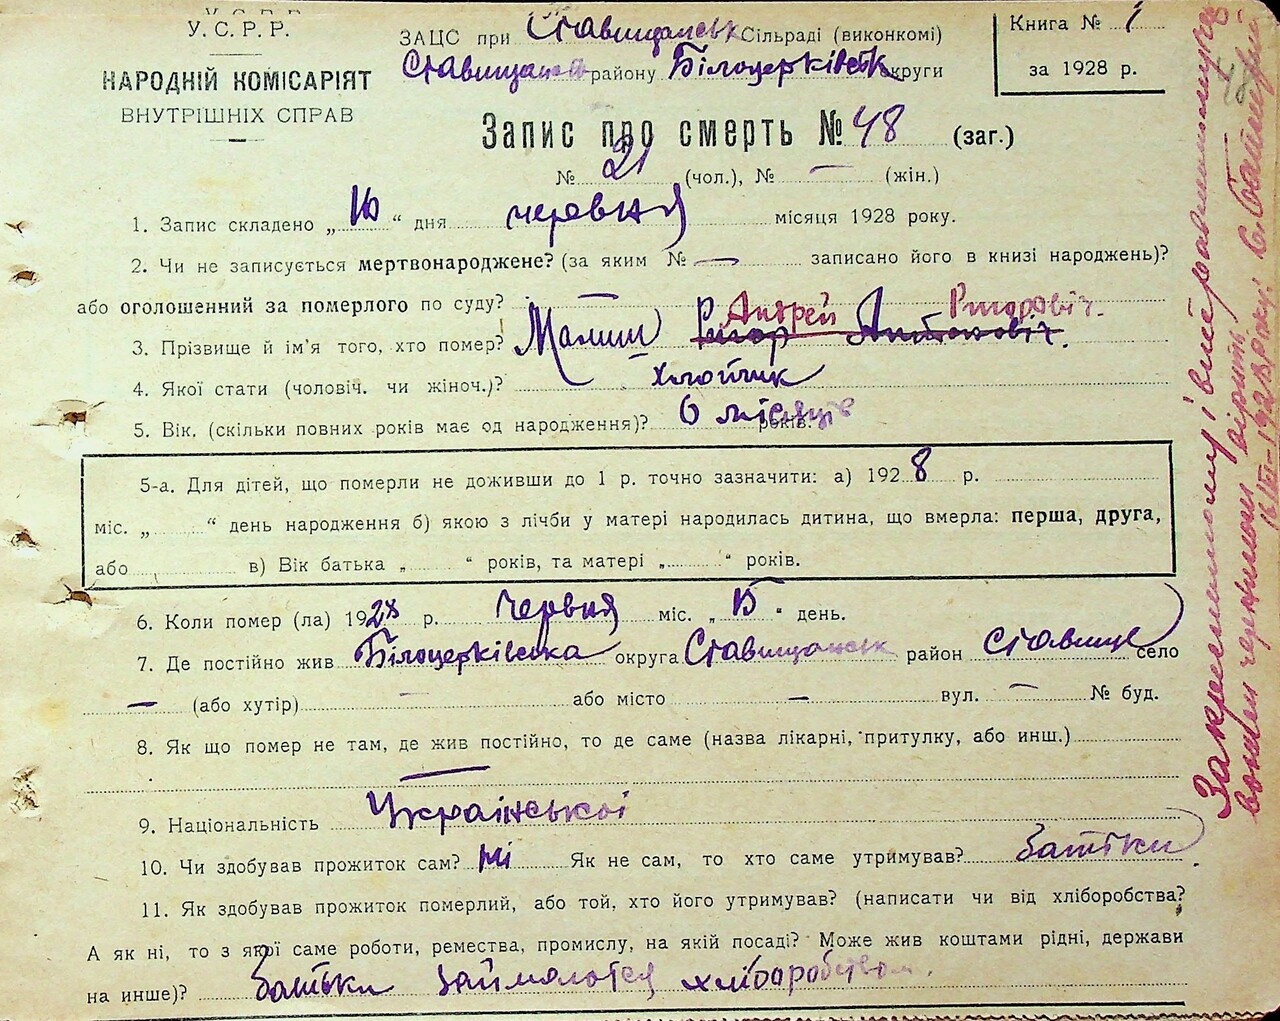 У.С.Р.Р.
НАРОДНІЙ КОМІСАРІЯТ
ВНУТРІШНІХ СПРАВ
ЗАЦС при Ставищанськ Сільраді (виконкомі)
Ставищанськ району Білоцерківськ округи
Книга № 1
за 1928 р.
Запис про смерть № 48 (заг.)
№ 21 (чол.), № — (жін.)
1. Запис складено „16“ дня червня місяця 1928 року.
2. Чи не записується мертвонароджене? (за яким № — записано його в книзі народжень)?
або оголошенний за померлого по суду? —
Андрей Григорович.
3. Прізвище й ім'я того, хто помер? Малиш Григор Антонович.
4. Якої стати (чоловіч. чи жіноч.)? хлопчик
5. Вік. (скільки повних років має од народження)? 6 місяців років.
5-а. Для дітей, що померли не доживши до 1 р. точно зазначити: а) 1928 р.
міс. „ “ день народження б) якою з лічби у матері народилась дитина, що вмерла: перша, друга,
або в) Вік батька „ “ років, та матері „ “ років.
6. Коли помер (ла) 1928 р. Червня міс. „15“ день.
7. Де постійно жив Білоцерківська округа Ставищанськ район Ставище село
— (або хутір) — або місто — вул. — № буд.
8. Як що помер не там, де жив постійно, то де саме (назва лікарні, притулку, або инш.)
—
9. Національність Української
10. Чи здобував прожиток сам? Ні Як не сам, то хто саме утримував? Батьки
11. Як здобував прожиток померлий, або той, хто його утримував? (написати чи від хліборобства?
А як ні, то з якої саме роботи, ремества, промислу, на якій посаді? Може жив коштами рідні, держави
на инше)? Батьки займаються хліборобством.
Закресленому і вірити